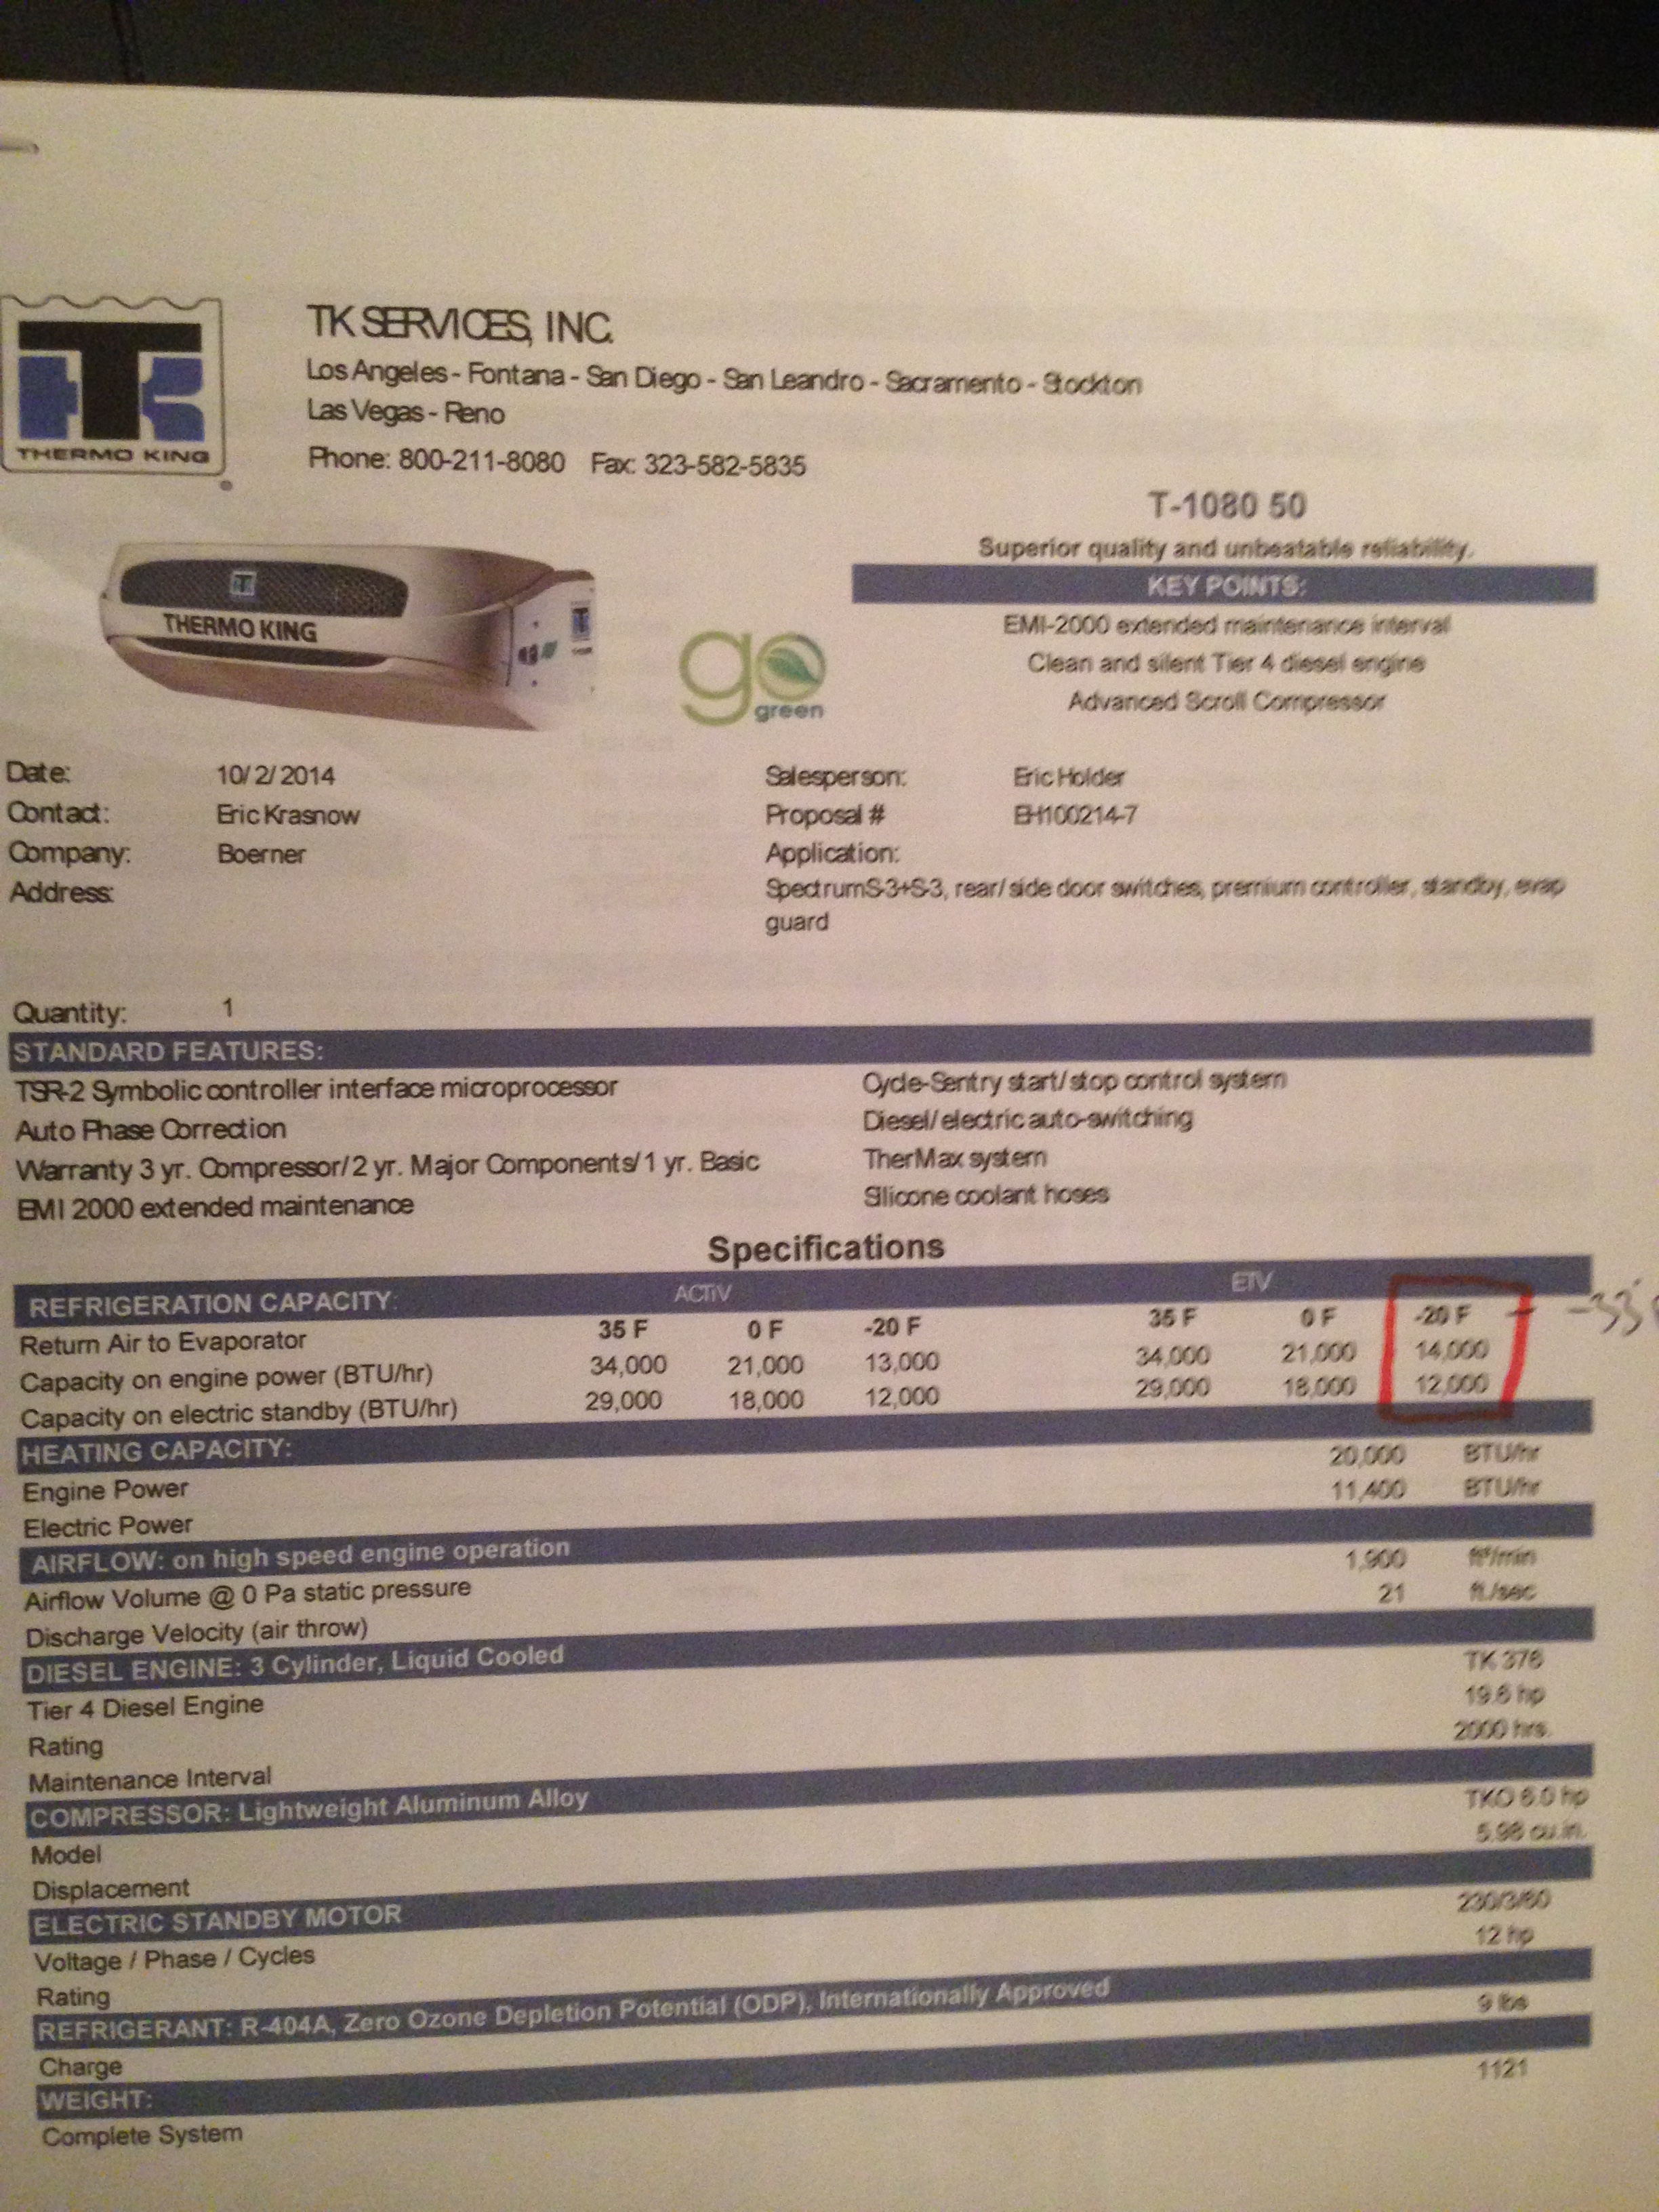 TK SERVICES, INC.
Los Angeles - Fontana - San Diego - San Leandro - Sacramento - Stockton
Las Vegas - Reno
THERMO KING
Phone: 800-211-8080 Fax: 323-582-5835
T-1080 50
Superior quality and unbeatable reliability.
KEY POINTS:
EMI-2000 extended maintenance interval
Clean and silent Tier 4 diesel engine
Advanced Scroll Compressor
THERMO KING
go green
Date: 10/2/2014 Salesperson: Eric Holder
Contact: Eric Krasnow Proposal # EH100214-7
Company: Boerner Application:
Address: SpectrumS-3+S-3, rear/side door switches, premium controller, standby, evap
guard
Quantity: 1
STANDARD FEATURES:
TSR-2 Symbolic controller interface microprocessor Cycle-Sentry start/stop control system
Auto Phase Correction Diesel/electric auto-switching
Warranty 3 yr. Compressor/2 yr. Major Components/1 yr. Basic TherMax system
EMI 2000 extended maintenance Silicone coolant hoses
Specifications
REFRIGERATION CAPACITY: ACTiV ETV
Return Air to Evaporator 35 F 0 F -20 F 35 F 0 F -20 F -33°
Capacity on engine power (BTU/hr) 34,000 21,000 13,000 34,000 21,000 14,000
Capacity on electric standby (BTU/hr) 29,000 18,000 12,000 29,000 18,000 12,000
HEATING CAPACITY:
Engine Power 20,000 BTU/hr
Electric Power 11,400 BTU/hr
AIRFLOW: on high speed engine operation
Airflow Volume @ 0 Pa static pressure 1,900 ft³/min
Discharge Velocity (air throw) 21 ft./sec
DIESEL ENGINE: 3 Cylinder, Liquid Cooled
Tier 4 Diesel Engine TK 376
Rating 19.6 hp
Maintenance Interval 2000 hrs.
COMPRESSOR: Lightweight Aluminum Alloy
Model TKO 6.0 hp
Displacement 5.98 cu.in.
ELECTRIC STANDBY MOTOR
Voltage / Phase / Cycles 230/3/60
Rating 12 hp
REFRIGERANT: R-404A, Zero Ozone Depletion Potential (ODP), Internationally Approved
Charge 9 lbs
WEIGHT:
Complete System 1121